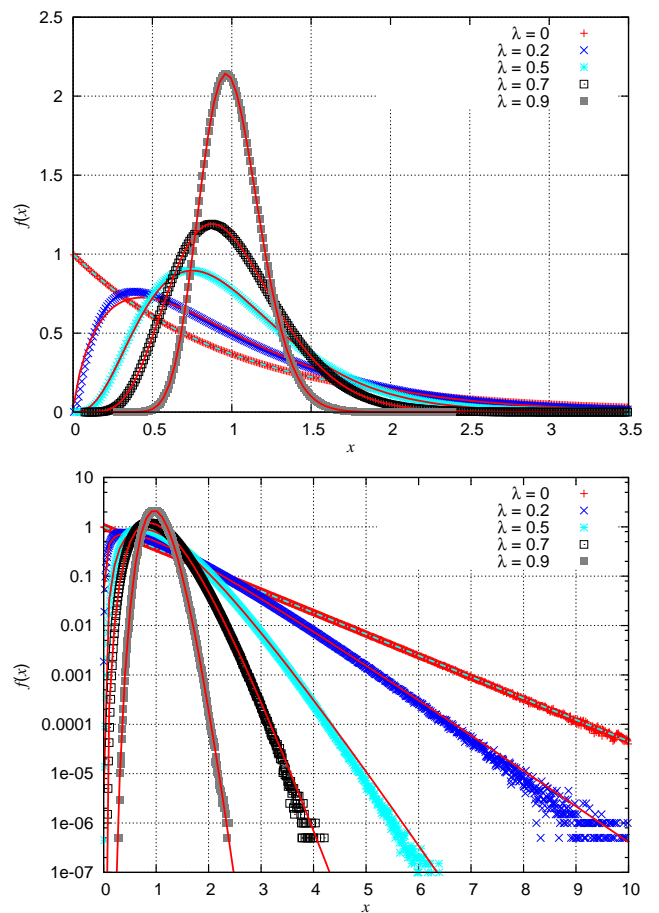 2.5
2
1.5
1
0.5
0
0 0.5 1 1.5 2 2.5 3 3.5
f(x)
x
λ = 0
λ = 0.2
λ = 0.5
λ = 0.7
λ = 0.9
10
1
0.1
0.01
0.001
0.0001
1e-05
1e-06
1e-07
0 1 2 3 4 5 6 7 8 9 10
f(x)
x
λ = 0
λ = 0.2
λ = 0.5
λ = 0.7
λ = 0.9